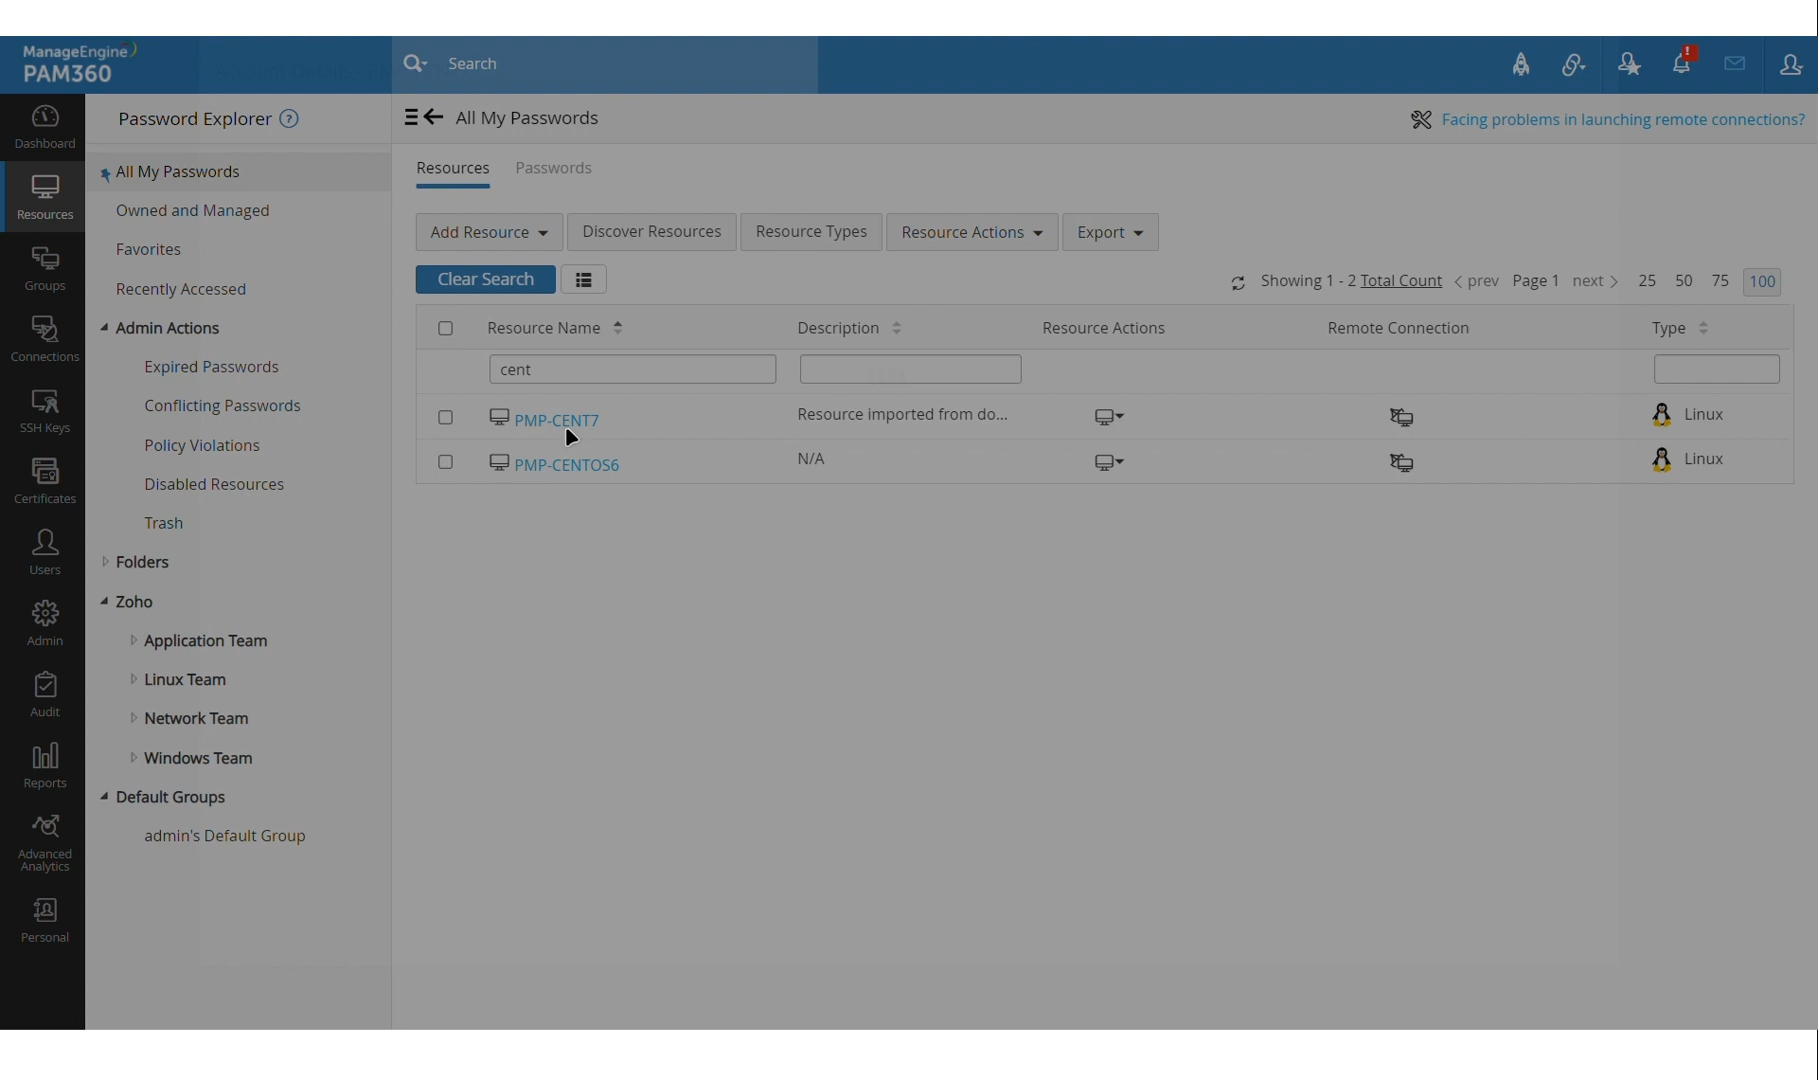 ManageEngine
PAM360
Search
!
Password Explorer ?
All My Passwords
Facing problems in launching remote connections?
Dashboard
Resources
Groups
Connections
SSH Keys
Certificates
Users
Admin
Audit
Reports
Advanced
Analytics
Personal
All My Passwords
Owned and Managed
Favorites
Recently Accessed
Admin Actions
Expired Passwords
Conflicting Passwords
Policy Violations
Disabled Resources
Trash
Folders
Zoho
Application Team
Linux Team
Network Team
Windows Team
Default Groups
admin's Default Group
Resources Passwords
Add Resource Discover Resources Resource Types Resource Actions Export
Clear Search Showing 1 - 2 Total Count prev Page 1 next 25 50 75 100
Resource Name Description Resource Actions Remote Connection Type
cent
PMP-CENT7 Resource imported from do... Linux
PMP-CENTOS6 N/A Linux